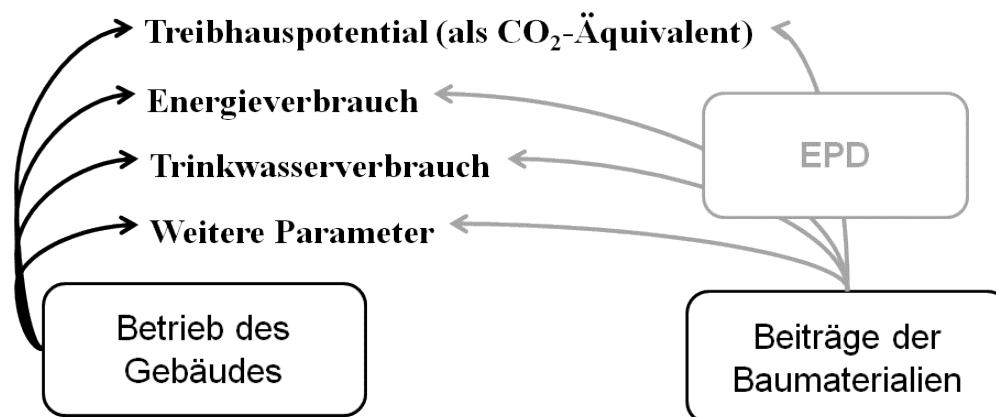 Treibhauspotential (als CO₂-Äquivalent)
Energieverbrauch
EPD
Trinkwasserverbrauch
Weitere Parameter
Betrieb des
Gebäudes
Beiträge der
Baumaterialien